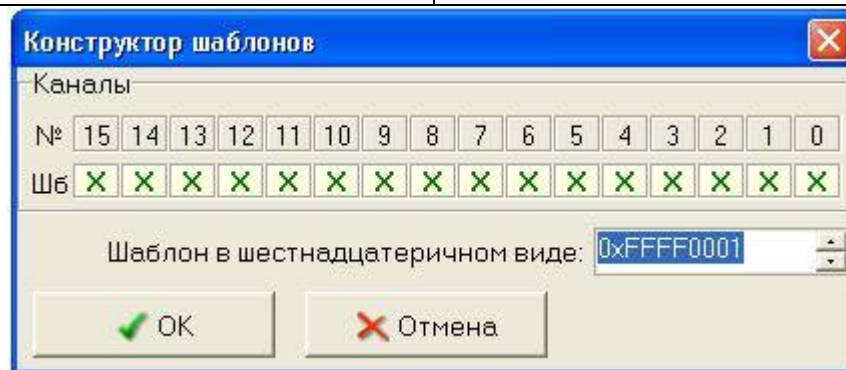 Конструктор шаблонов
Каналы
№ 15 14 13 12 11 10 9 8 7 6 5 4 3 2 1 0
Шб X X X X X X X X X X X X X X X X
Шаблон в шестнадцатеричном виде: 0xFFFF0001
OK Отмена